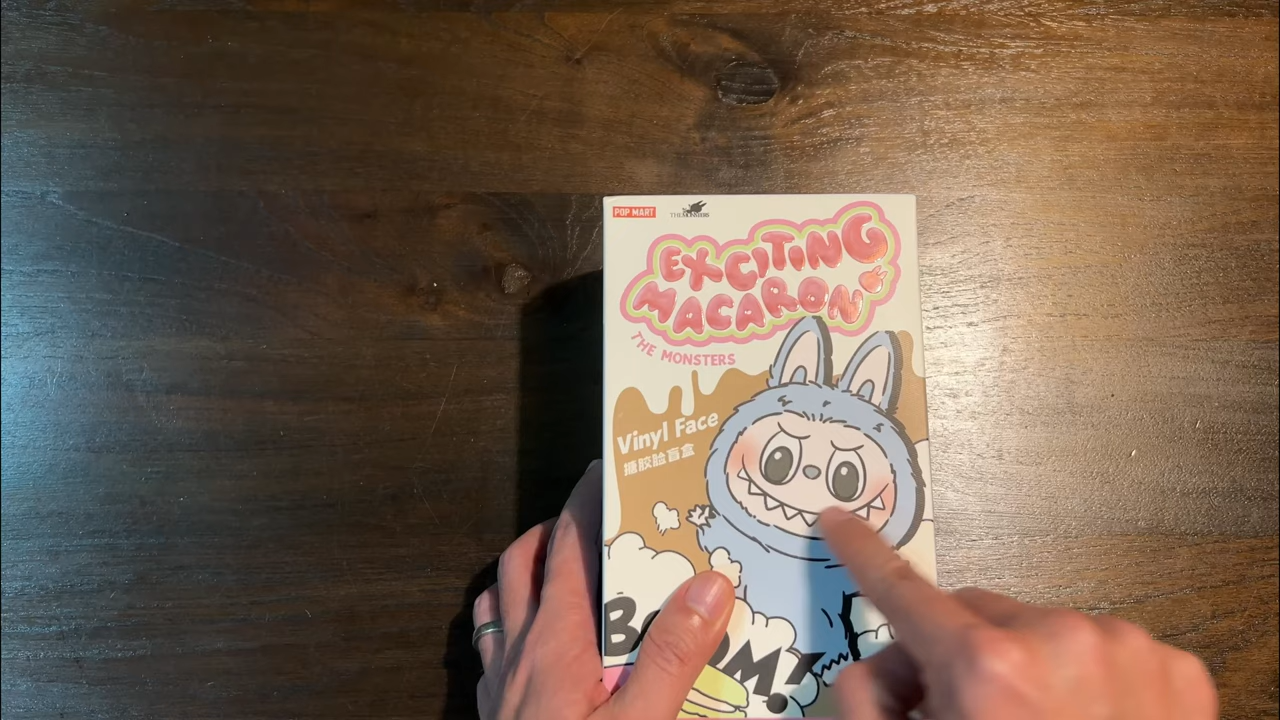 POP MART
THE MONSTERS
EXCITING
MACARON
THE MONSTERS
Vinyl Face
搪胶脸盲盒